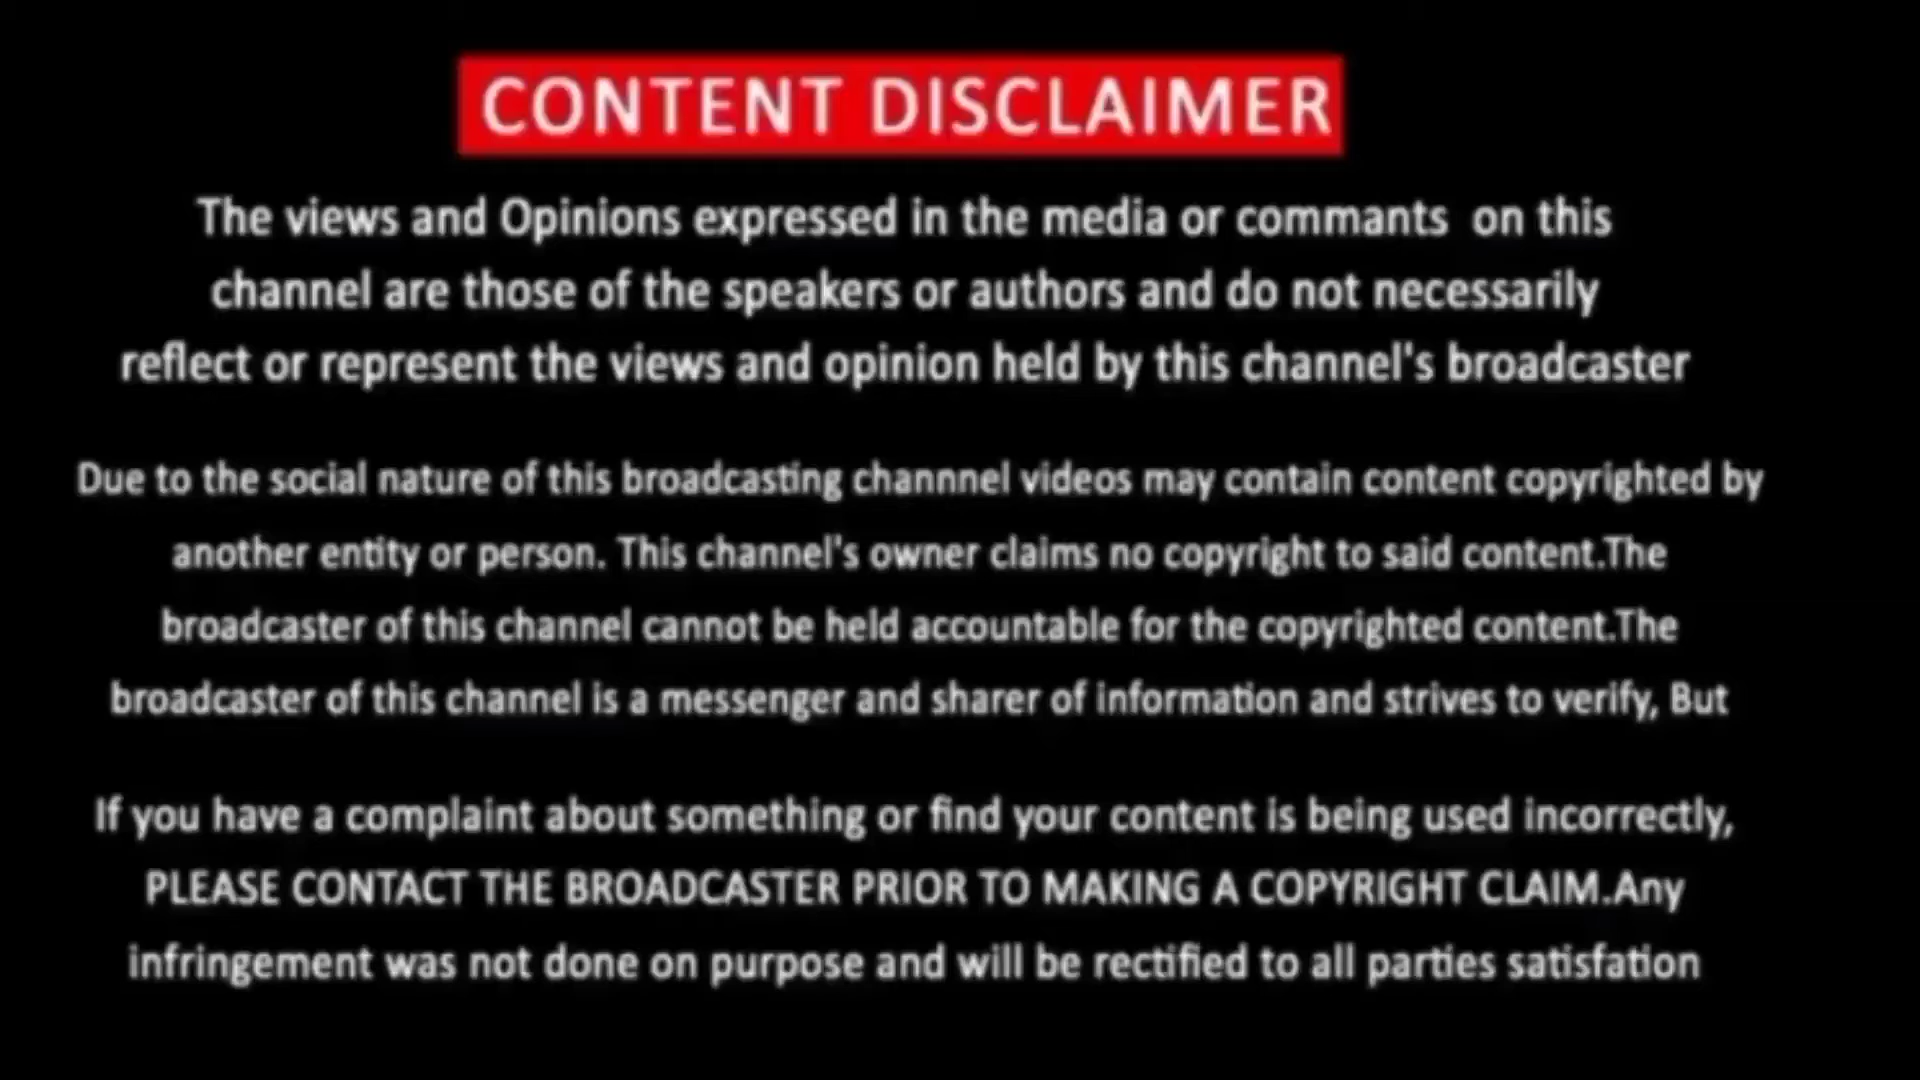 CONTENT DISCLAIMER
The views and Opinions expressed in the media or commants on this
channel are those of the speakers or authors and do not necessarily
reflect or represent the views and opinion held by this channel's broadcaster
Due to the social nature of this broadcasting channnel videos may contain content copyrighted by
another entity or person. This channel's owner claims no copyright to said content.The
broadcaster of this channel cannot be held accountable for the copyrighted content.The
broadcaster of this channel is a messenger and sharer of information and strives to verify, But
If you have a complaint about something or find your content is being used incorrectly,
PLEASE CONTACT THE BROADCASTER PRIOR TO MAKING A COPYRIGHT CLAIM.Any
infringement was not done on purpose and will be rectified to all parties satisfation